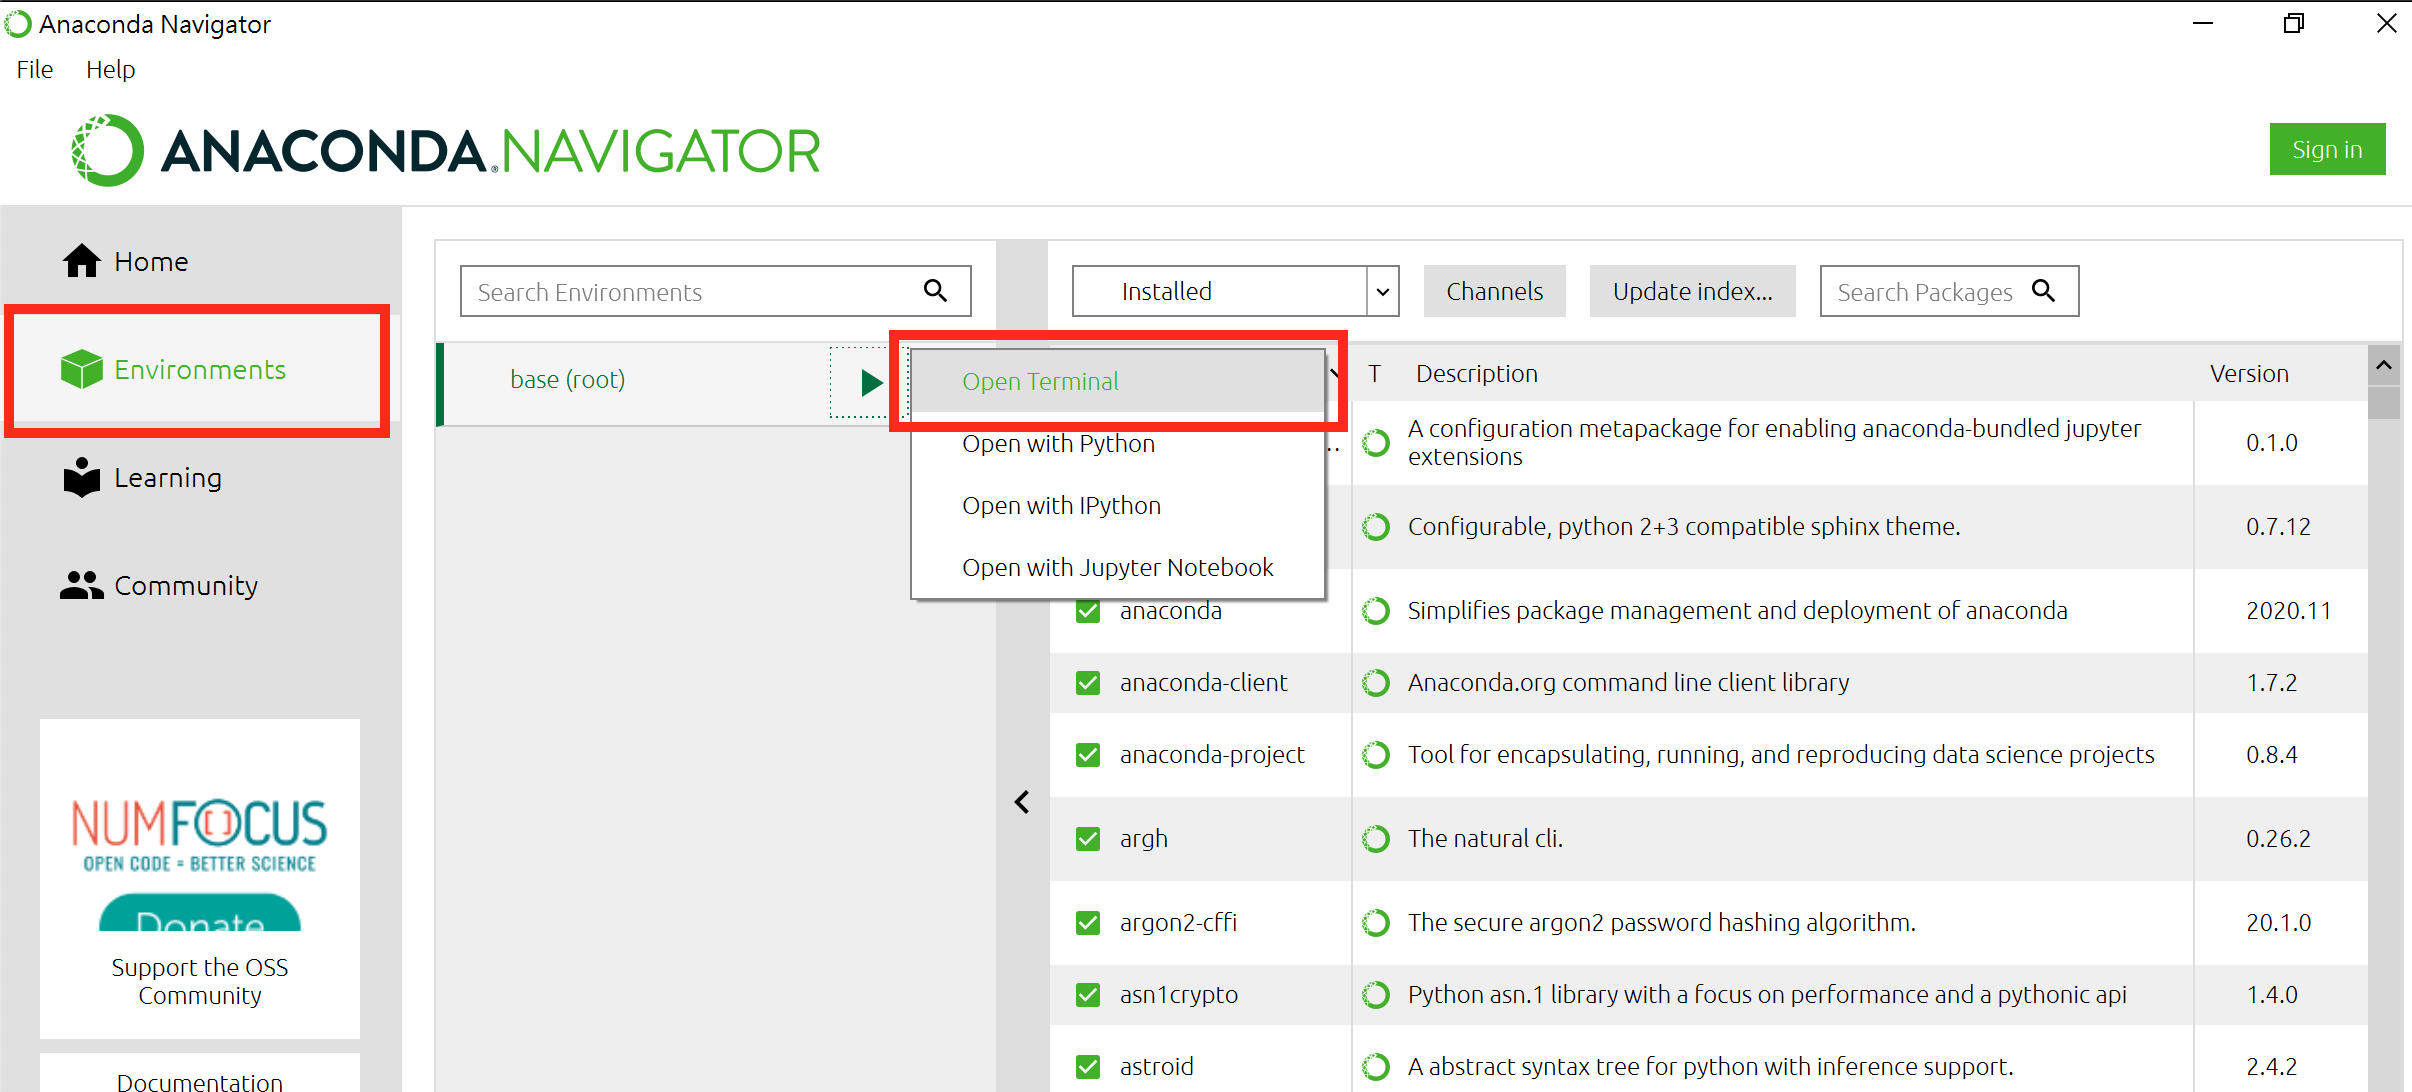 Anaconda Navigator
File Help
ANACONDA.NAVIGATOR
Sign in
Home
Environments
Learning
Community
NUMFOCUS
OPEN CODE = BETTER SCIENCE
Donate
Support the OSS
Community
Documentation
Search Environments
base (root)
Open Terminal
Open with Python
Open with IPython
Open with Jupyter Notebook
Installed Channels Update index... Search Packages
T Description Version
A configuration metapackage for enabling anaconda-bundled jupyter
extensions 0.1.0
Configurable, python 2+3 compatible sphinx theme. 0.7.12
anaconda Simplifies package management and deployment of anaconda 2020.11
anaconda-client Anaconda.org command line client library 1.7.2
anaconda-project Tool for encapsulating, running, and reproducing data science projects 0.8.4
argh The natural cli. 0.26.2
argon2-cffi The secure argon2 password hashing algorithm. 20.1.0
asn1crypto Python asn.1 library with a focus on performance and a pythonic api 1.4.0
astroid A abstract syntax tree for python with inference support. 2.4.2